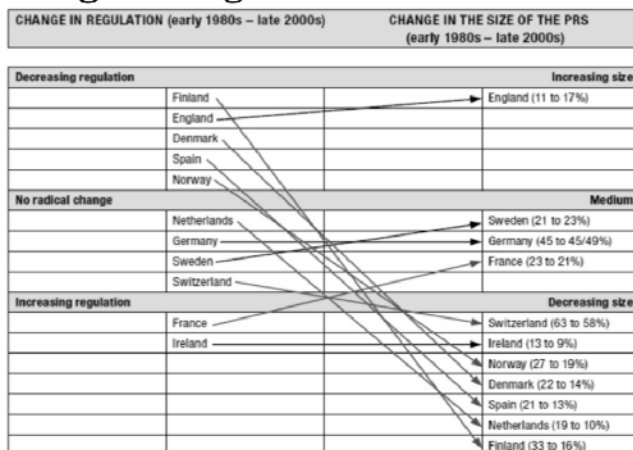 CHANGE IN REGULATION (early 1980s – late 2000s) CHANGE IN THE SIZE OF THE PRS
(early 1980s – late 2000s)
Decreasing regulation Increasing size
Finland England (11 to 17%)
England
Denmark
Spain
Norway
No radical change Medium
Netherlands Sweden (21 to 23%)
Germany Germany (45 to 45/49%)
Sweden France (23 to 21%)
Switzerland
Increasing regulation Decreasing size
France Switzerland (63 to 58%)
Ireland Ireland (13 to 9%)
Norway (27 to 19%)
Denmark (22 to 14%)
Spain (21 to 13%)
Netherlands (19 to 10%)
Finland (33 to 16%)